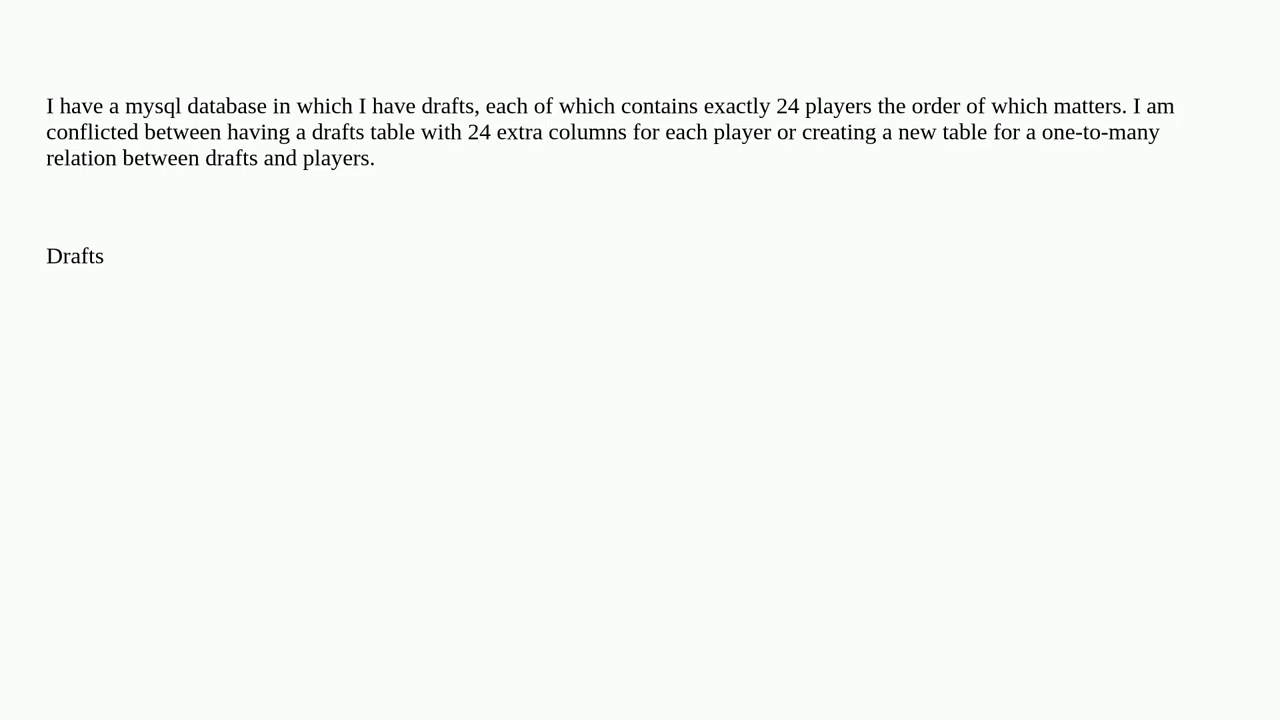 I have a mysql database in which I have drafts, each of which contains exactly 24 players the order of which matters. I am
conflicted between having a drafts table with 24 extra columns for each player or creating a new table for a one-to-many
relation between drafts and players.
Drafts